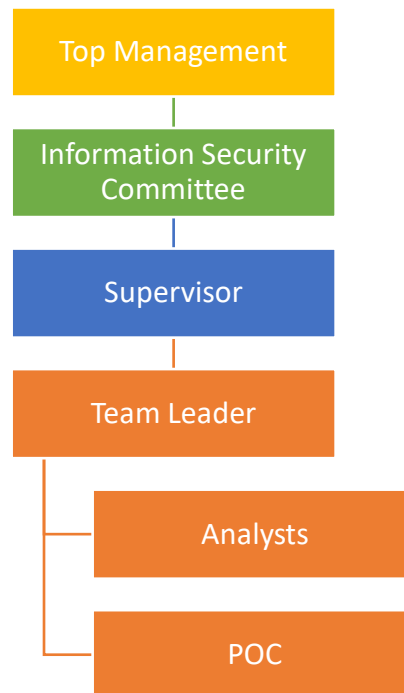 Top Management
Information Security
Committee
Supervisor
Team Leader
Analysts
POC